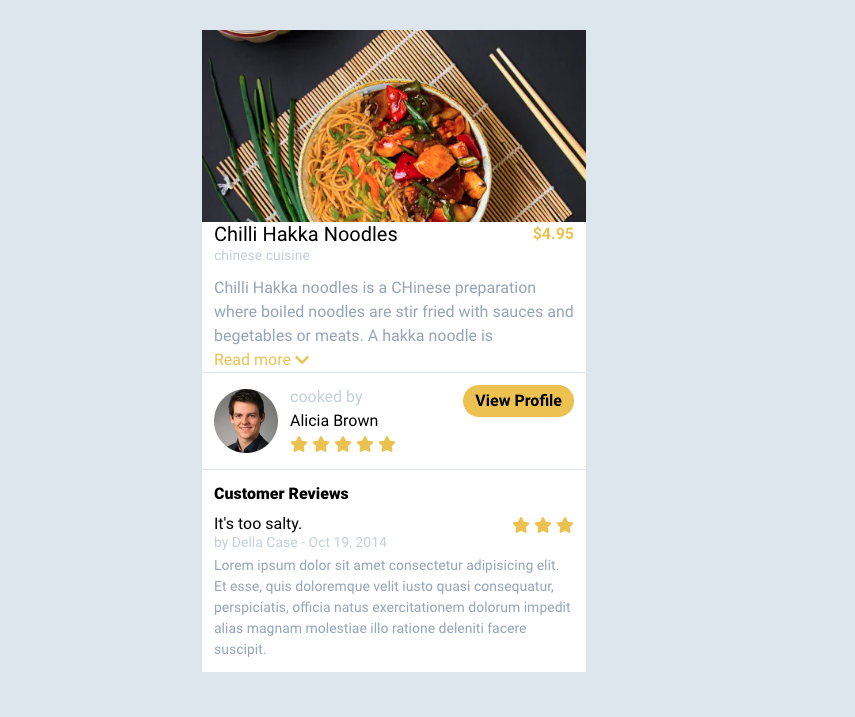 Chilli Hakka Noodles
$4.95
chinese cuisine
Chilli Hakka noodles is a CHinese preparation
where boiled noodles are stir fried with sauces and
begetables or meats. A hakka noodle is
Read more
cooked by
View Profile
Alicia Brown
Customer Reviews
It's too salty.
by Della Case - Oct 19, 2014
Lorem ipsum dolor sit amet consectetur adipisicing elit.
Et esse, quis doloremque velit iusto quasi consequatur,
perspiciatis, officia natus exercitationem dolorum impedit
alias magnam molestiae illo ratione deleniti facere
suscipit.